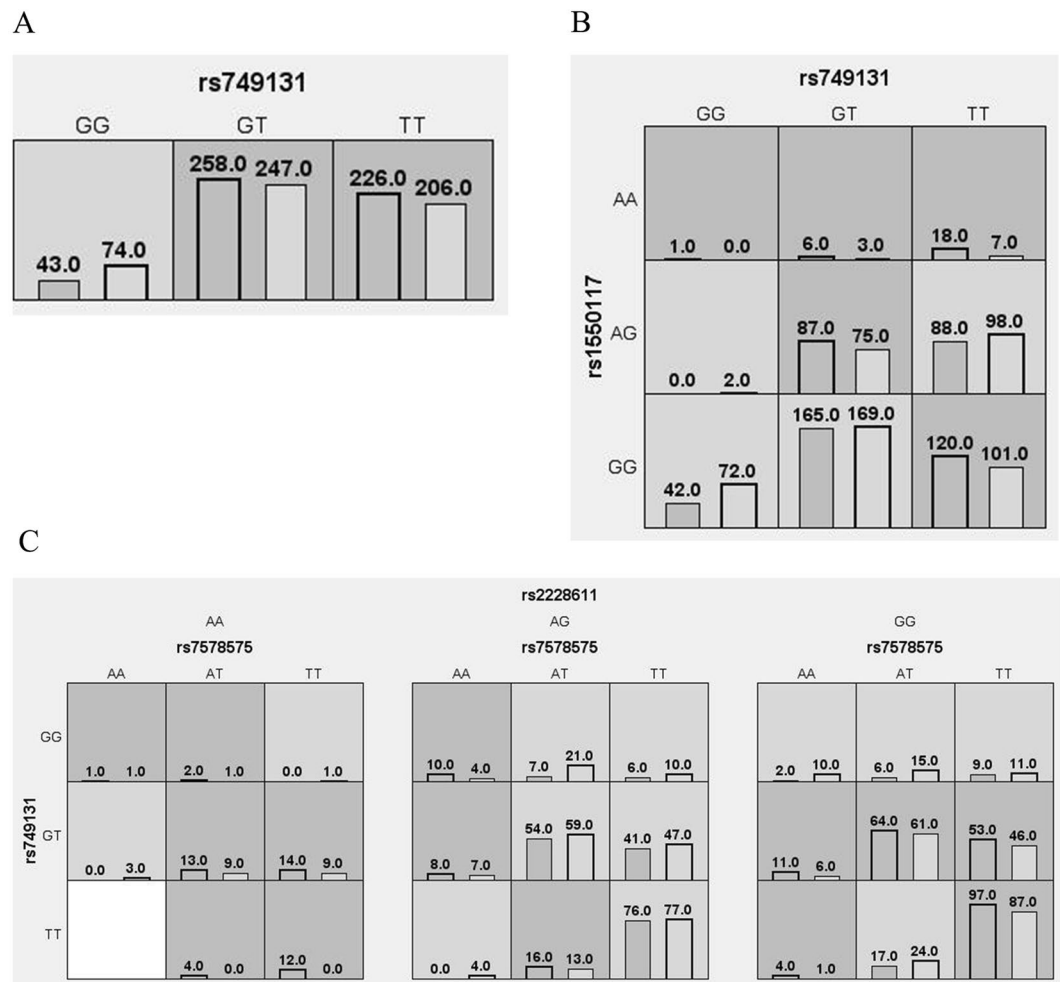 A
rs749131
GG GT TT
258.0 247.0
226.0 206.0
43.0 74.0
B
rs749131
GG GT TT
rs1550117
AA
1.0 0.0 6.0 3.0 18.0 7.0
AG
0.0 2.0 87.0 75.0 88.0 98.0
GG
42.0 72.0 165.0 169.0 120.0 101.0
C
rs2228611
AA AG GG
rs7578575 rs7578575 rs7578575
AA AT TT AA AT TT AA AT TT
rs749131
GG
1.0 1.0 2.0 1.0 0.0 1.0 10.0 4.0 7.0 21.0 6.0 10.0 2.0 10.0 6.0 15.0 9.0 11.0
GT
0.0 3.0 13.0 9.0 14.0 9.0 8.0 7.0 54.0 59.0 41.0 47.0 11.0 6.0 64.0 61.0 53.0 46.0
TT
4.0 0.0 12.0 0.0 0.0 4.0 16.0 13.0 76.0 77.0 4.0 1.0 17.0 24.0 97.0 87.0